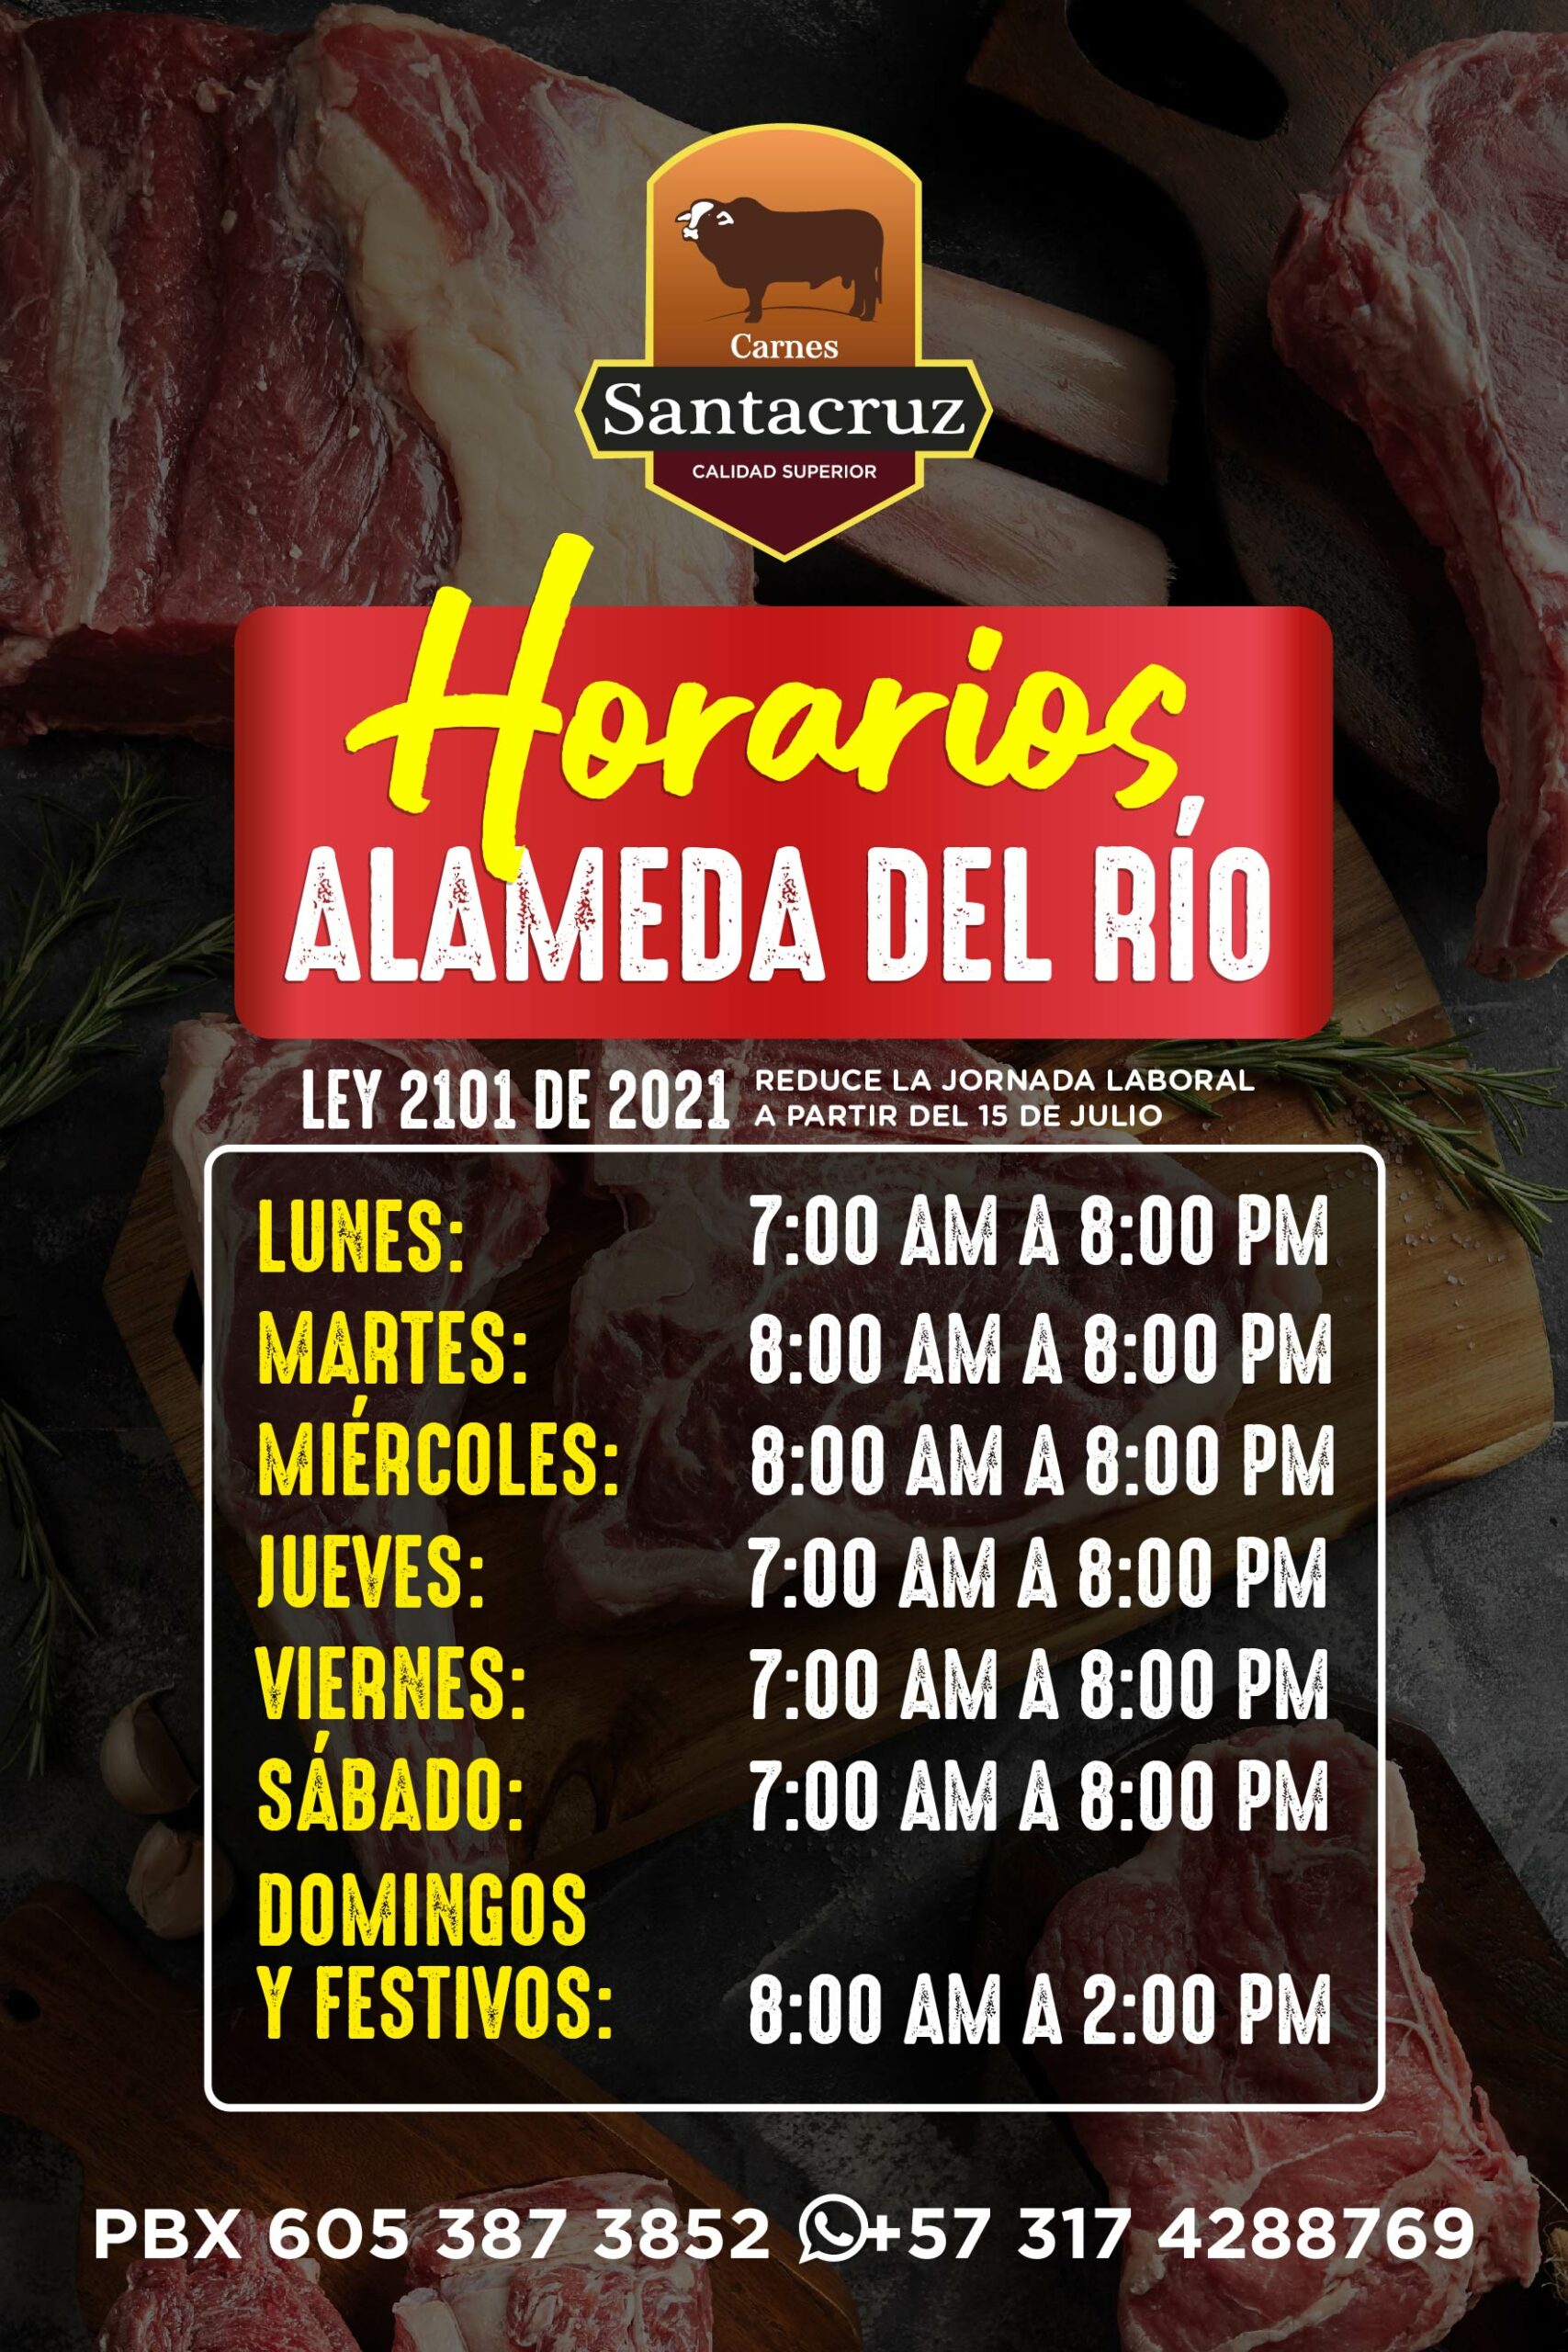 Carnes
Santacruz
CALIDAD SUPERIOR
Horarios
ALAMEDA DEL RÍO
LEY 2101 DE 2021 REDUCE LA JORNADA LABORAL
A PARTIR DEL 15 DE JULIO
LUNES: 7:00 AM A 8:00 PM
MARTES: 8:00 AM A 8:00 PM
MIÉRCOLES: 8:00 AM A 8:00 PM
JUEVES: 7:00 AM A 8:00 PM
VIERNES: 7:00 AM A 8:00 PM
SÁBADO: 7:00 AM A 8:00 PM
DOMINGOS
Y FESTIVOS: 8:00 AM A 2:00 PM
PBX 605 387 3852 +57 317 4288769